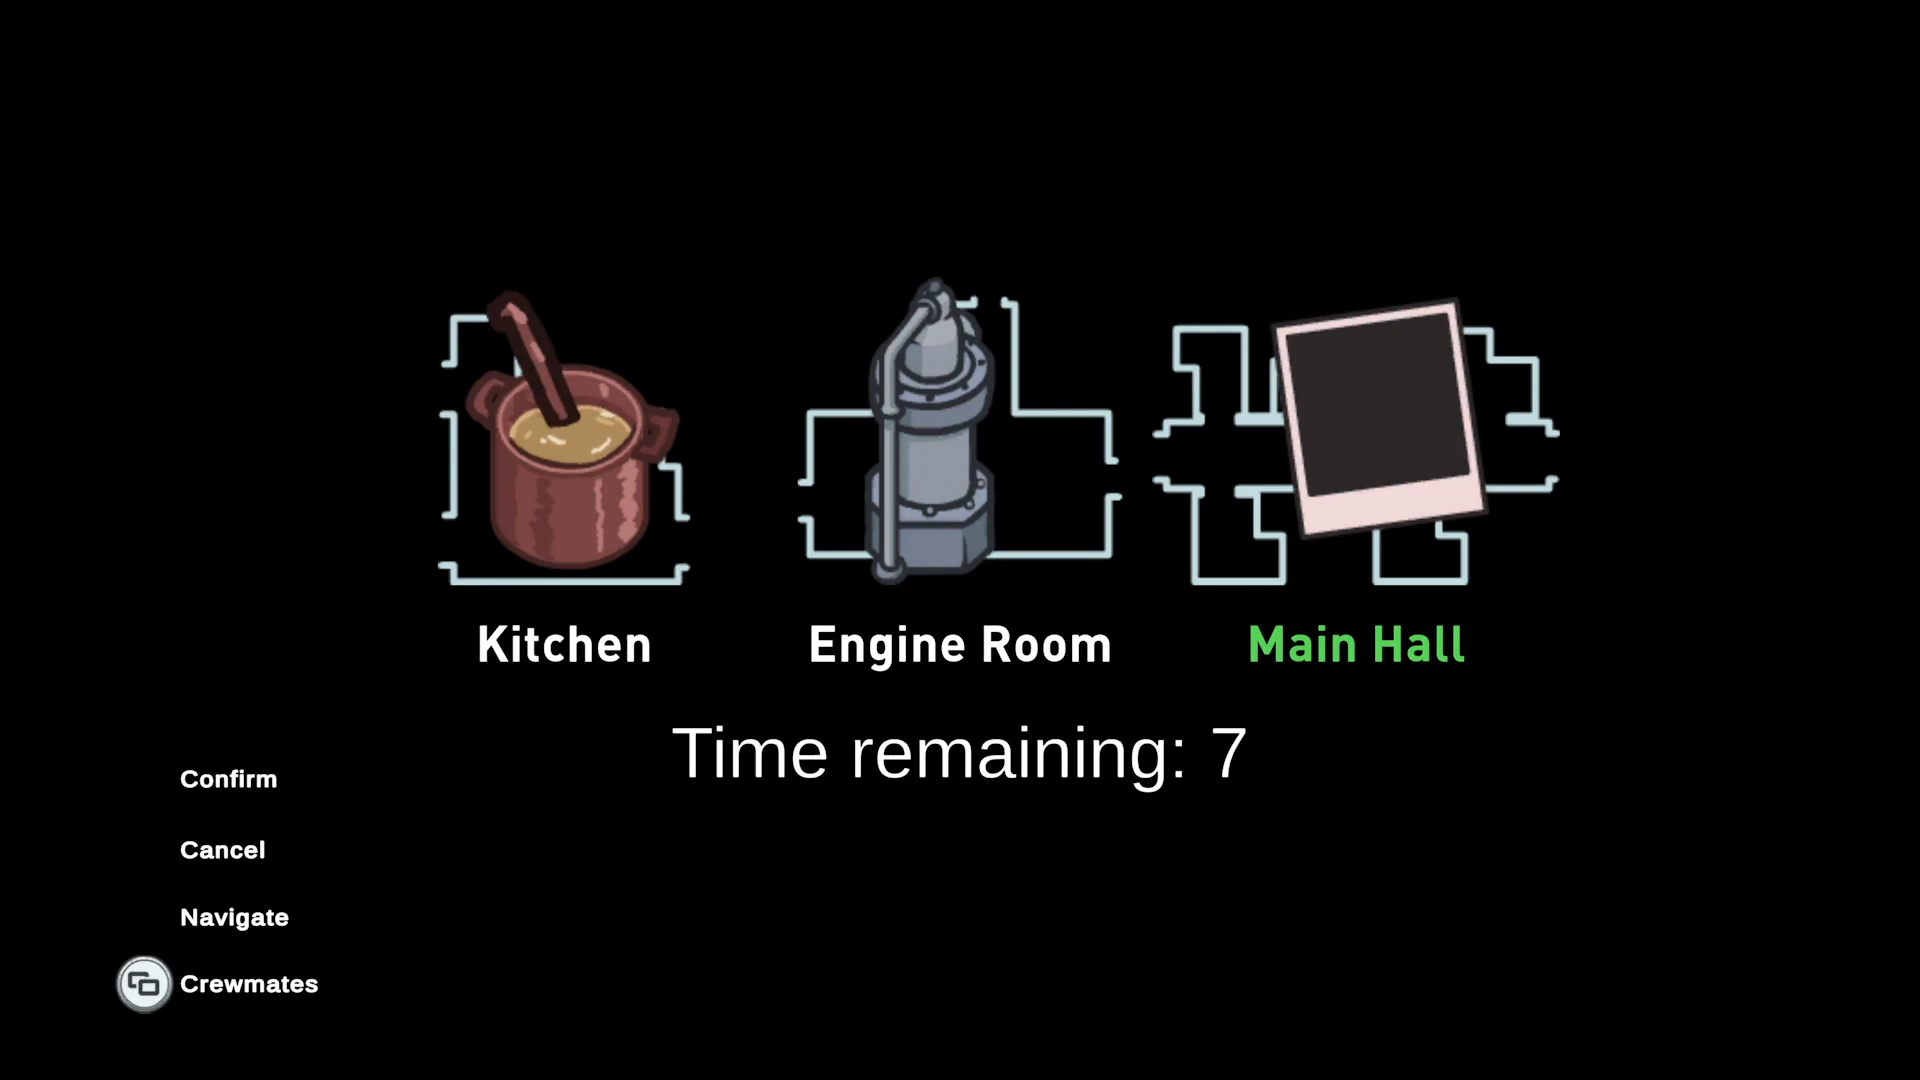 Kitchen
Engine Room
Main Hall
Time remaining: 7
Confirm
Cancel
Navigate
Crewmates